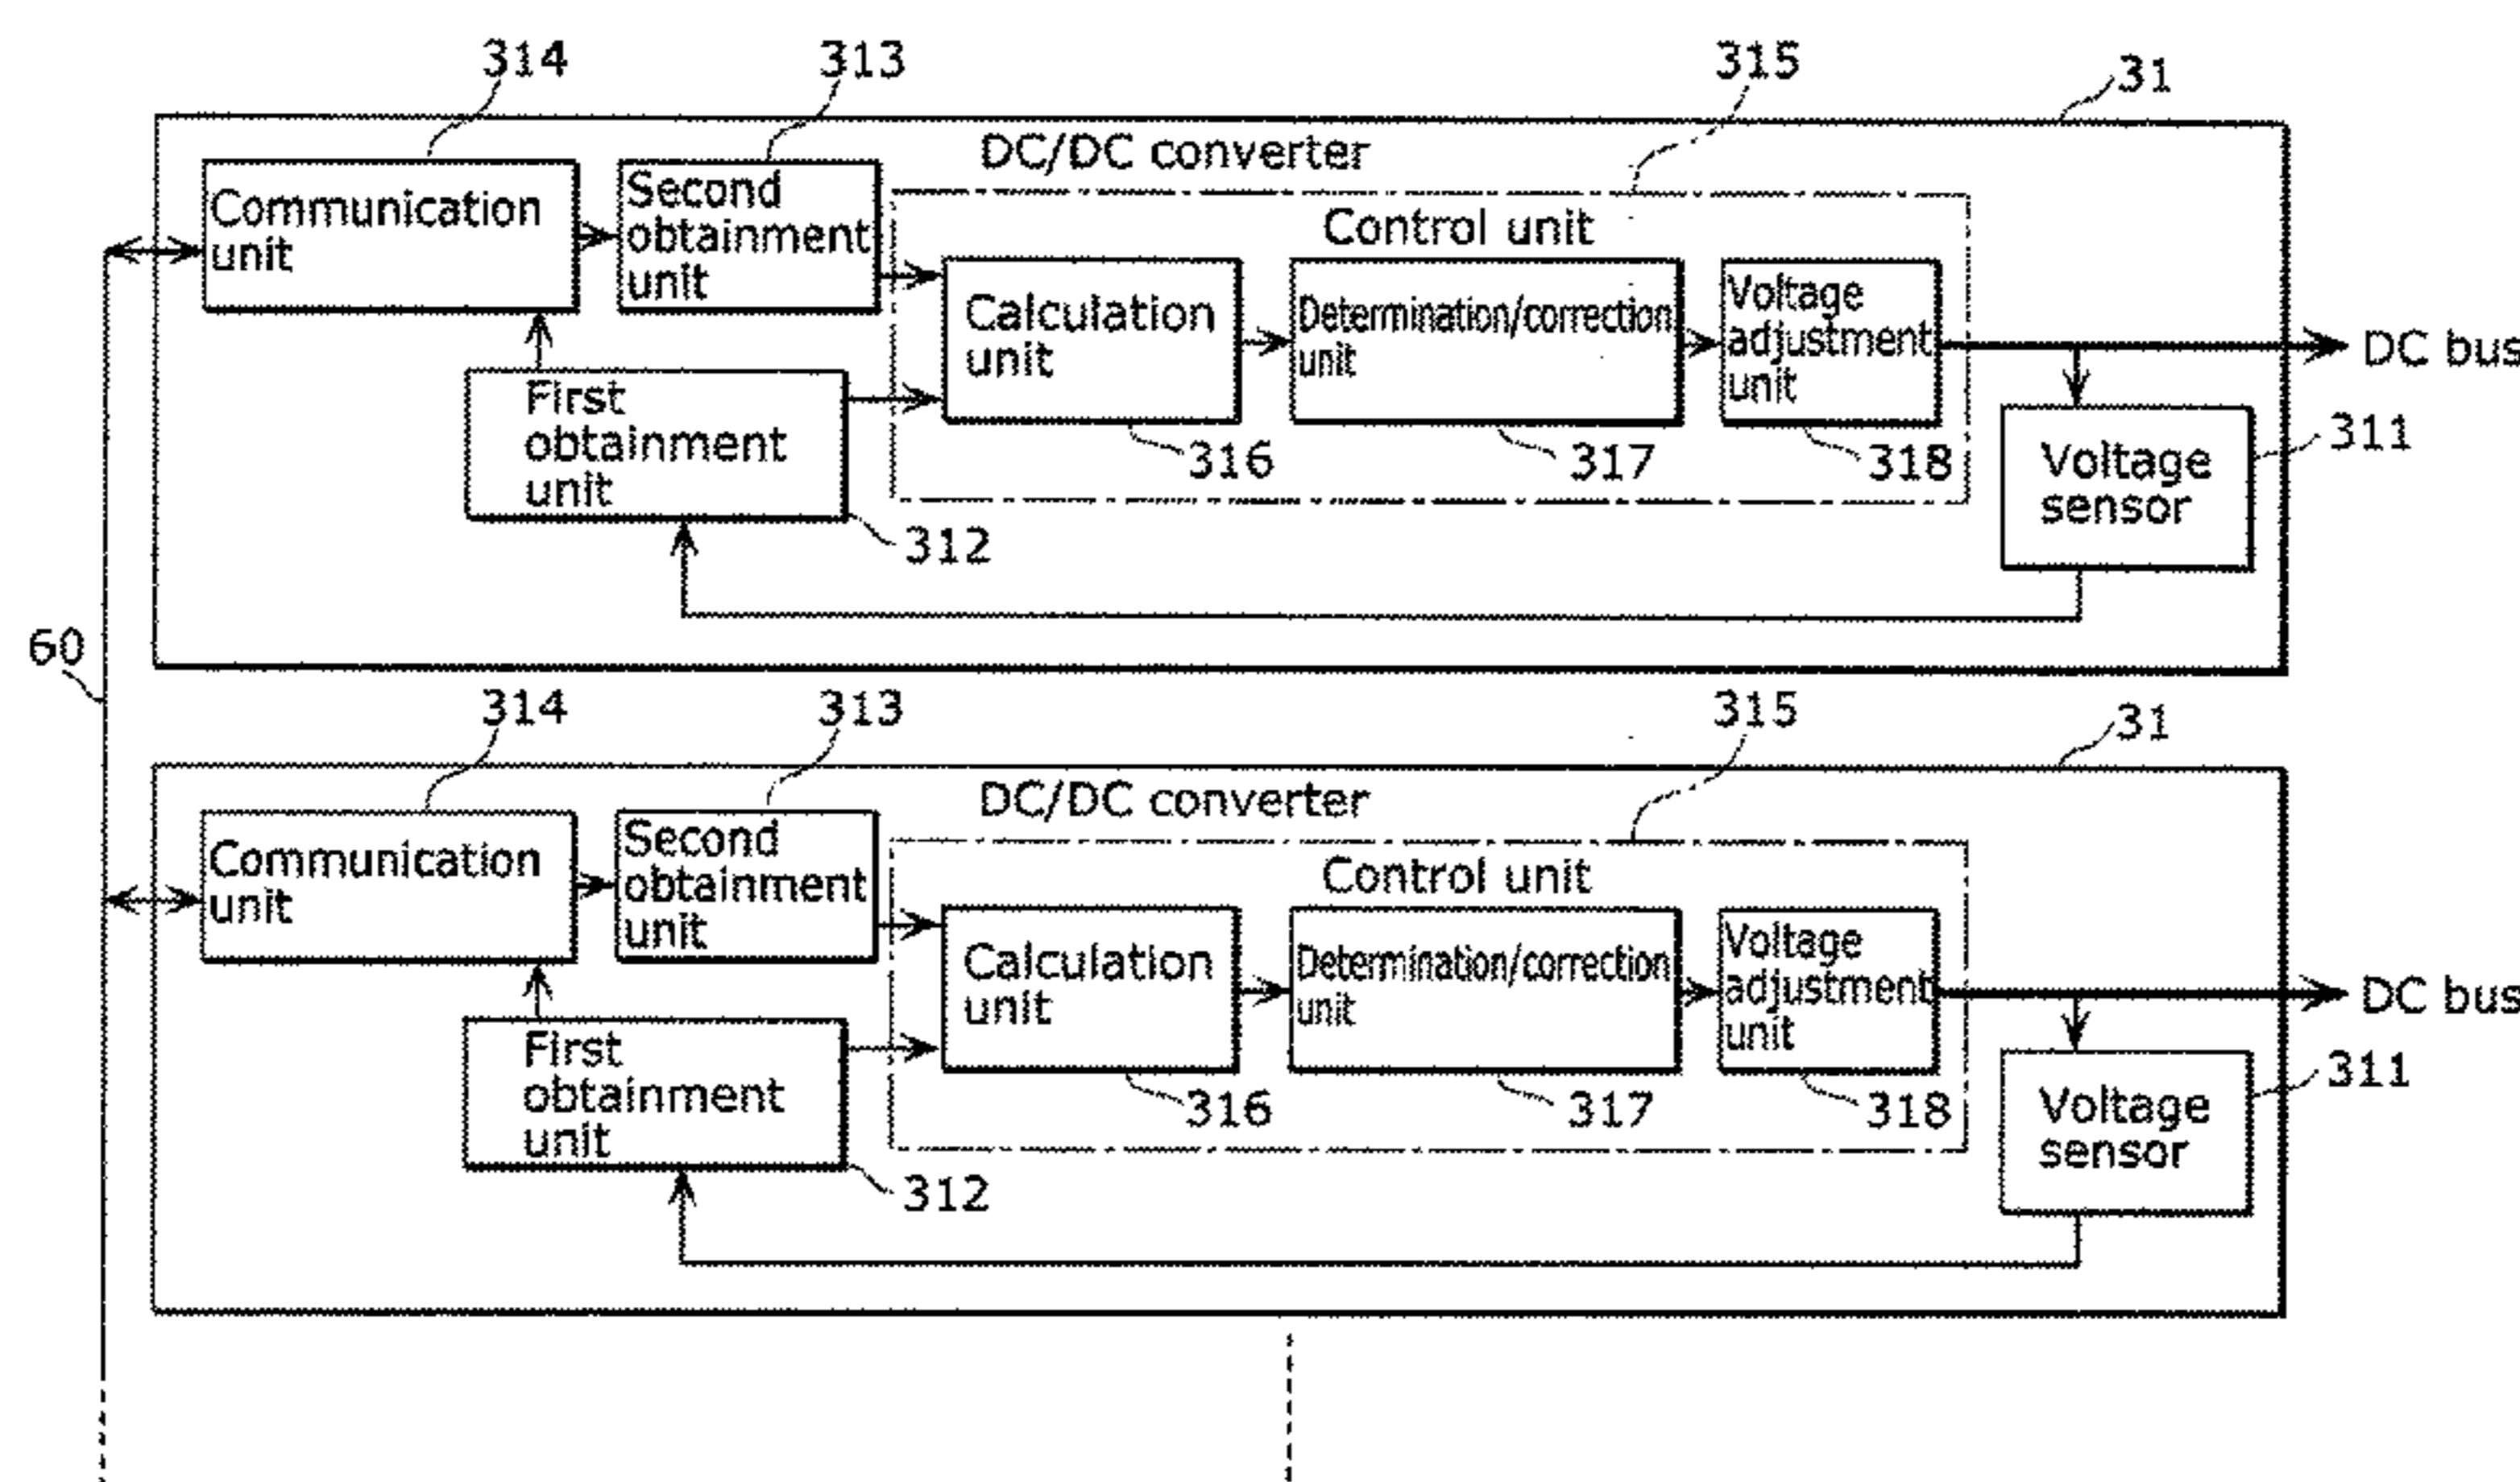 314
313
315
31
DC/DC converter
Communication
unit
Second
obtainment
unit
Control unit
Calculation
unit
Determination/correction
unit
Voltage
adjustment
unit
DC bus
First
obtainment
unit
316
317
318
311
Voltage
sensor
312
60
314
313
315
31
DC/DC converter
Communication
unit
Second
obtainment
unit
Control unit
Calculation
unit
Determination/correction
unit
Voltage
adjustment
unit
DC bus
First
obtainment
unit
316
317
318
311
Voltage
sensor
312